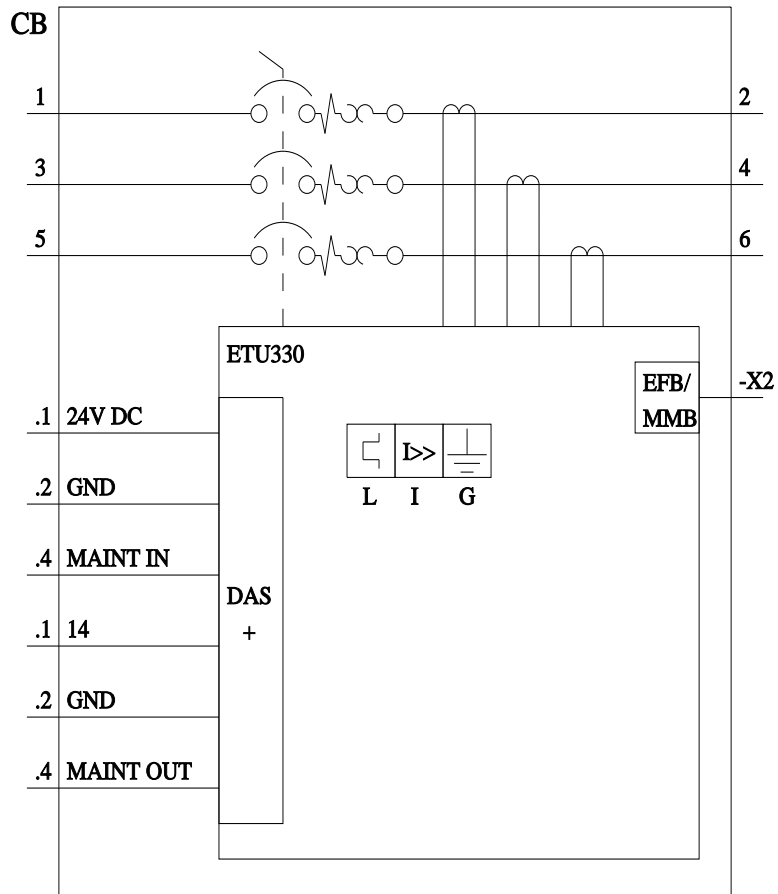 CB
1
2
3
4
5
6
ETU330
EFB/
MMB
-X2
.1 24V DC
I>>
.2 GND
L I G
.4 MAINT IN
DAS
+
.1 14
.2 GND
.4 MAINT OUT